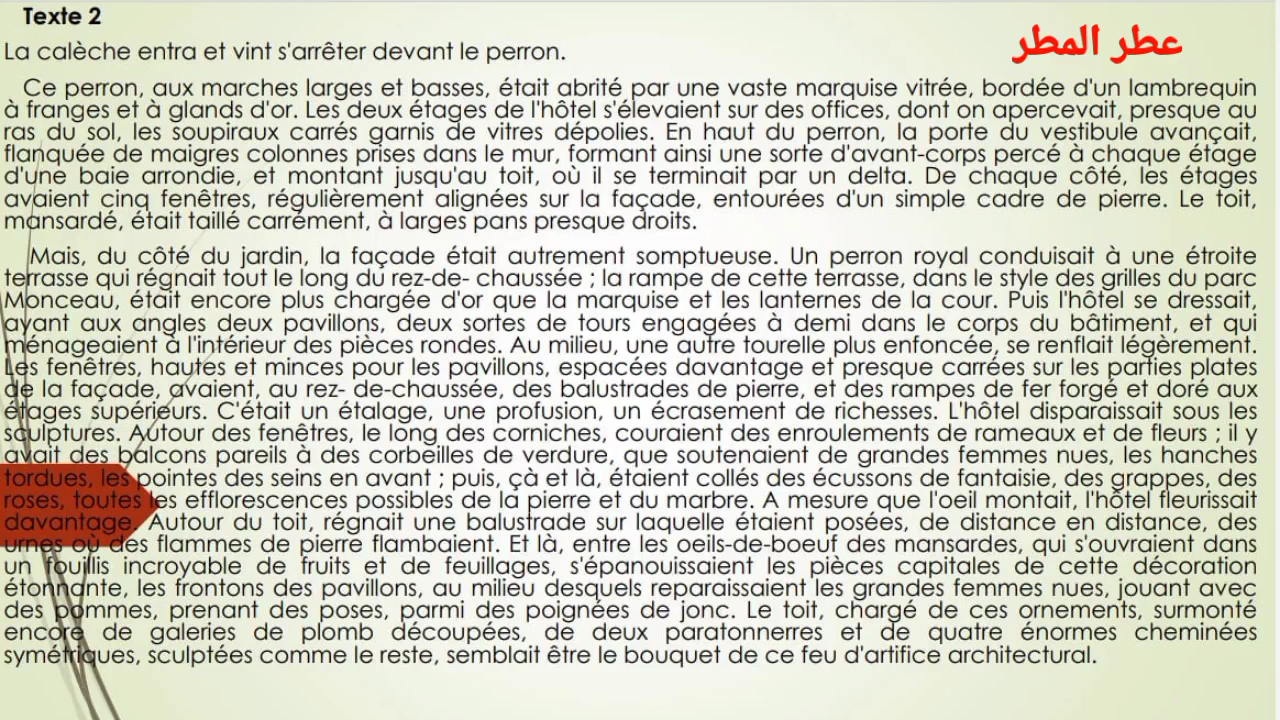 Texte 2
عطر المطر
La calèche entra et vint s'arrêter devant le perron.
Ce perron, aux marches larges et basses, était abrité par une vaste marquise vitrée, bordée d'un lambrequin
à franges et à glands d'or. Les deux étages de l'hôtel s'élevaient sur des offices, dont on apercevait, presque au
ras du sol, les soupiraux carrés garnis de vitres dépolies. En haut du perron, la porte du vestibule avançait,
flanquée de maigres colonnes prises dans le mur, formant ainsi une sorte d'avant-corps percé à chaque étage
d'une baie arrondie, et montant jusqu'au toit, où il se terminait par un delta. De chaque côté, les étages
avaient cinq fenêtres, régulièrement alignées sur la façade, entourées d'un simple cadre de pierre. Le toit,
mansardé, était taillé carrément, à larges pans presque droits.
Mais, du côté du jardin, la façade était autrement somptueuse. Un perron royal conduisait à une étroite
terrasse qui régnait tout le long du rez-de- chaussée ; la rampe de cette terrasse, dans le style des grilles du parc
Monceau, était encore plus chargée d'or que la marquise et les lanternes de la cour. Puis l'hôtel se dressait,
ayant aux angles deux pavillons, deux sortes de tours engagées à demi dans le corps du bâtiment, et qui
ménageaient à l'intérieur des pièces rondes. Au milieu, une autre tourelle plus enfoncée, se renflait légèrement.
Les fenêtres, hautes et minces pour les pavillons, espacées davantage et presque carrées sur les parties plates
de la façade, avaient, au rez- de-chaussée, des balustrades de pierre, et des rampes de fer forgé et doré aux
étages supérieurs. C'était un étalage, une profusion, un écrasement de richesses. L'hôtel disparaissait sous les
sculptures. Autour des fenêtres, le long des corniches, couraient des enroulements de rameaux et de fleurs ; il y
avait des balcons pareils à des corbeilles de verdure, que soutenaient de grandes femmes nues, les hanches
tordues, les pointes des seins en avant ; puis, çà et là, étaient collés des écussons de fantaisie, des grappes, des
roses, toutes les efflorescences possibles de la pierre et du marbre. A mesure que l'oeil montait, l'hôtel fleurissait
davantage. Autour du toit, régnait une balustrade sur laquelle étaient posées, de distance en distance, des
urnes où des flammes de pierre flambaient. Et là, entre les oeils-de-boeuf des mansardes, qui s'ouvraient dans
un fouillis incroyable de fruits et de feuillages, s'épanouissaient les pièces capitales de cette décoration
étonnante, les frontons des pavillons, au milieu desquels reparaissaient les grandes femmes nues, jouant avec
des pommes, prenant des poses, parmi des poignées de jonc. Le toit, chargé de ces ornements, surmonté
encore de galeries de plomb découpées, de deux paratonnerres et de quatre énormes cheminées
symétriques, sculptées comme le reste, semblait être le bouquet de ce feu d'artifice architectural.